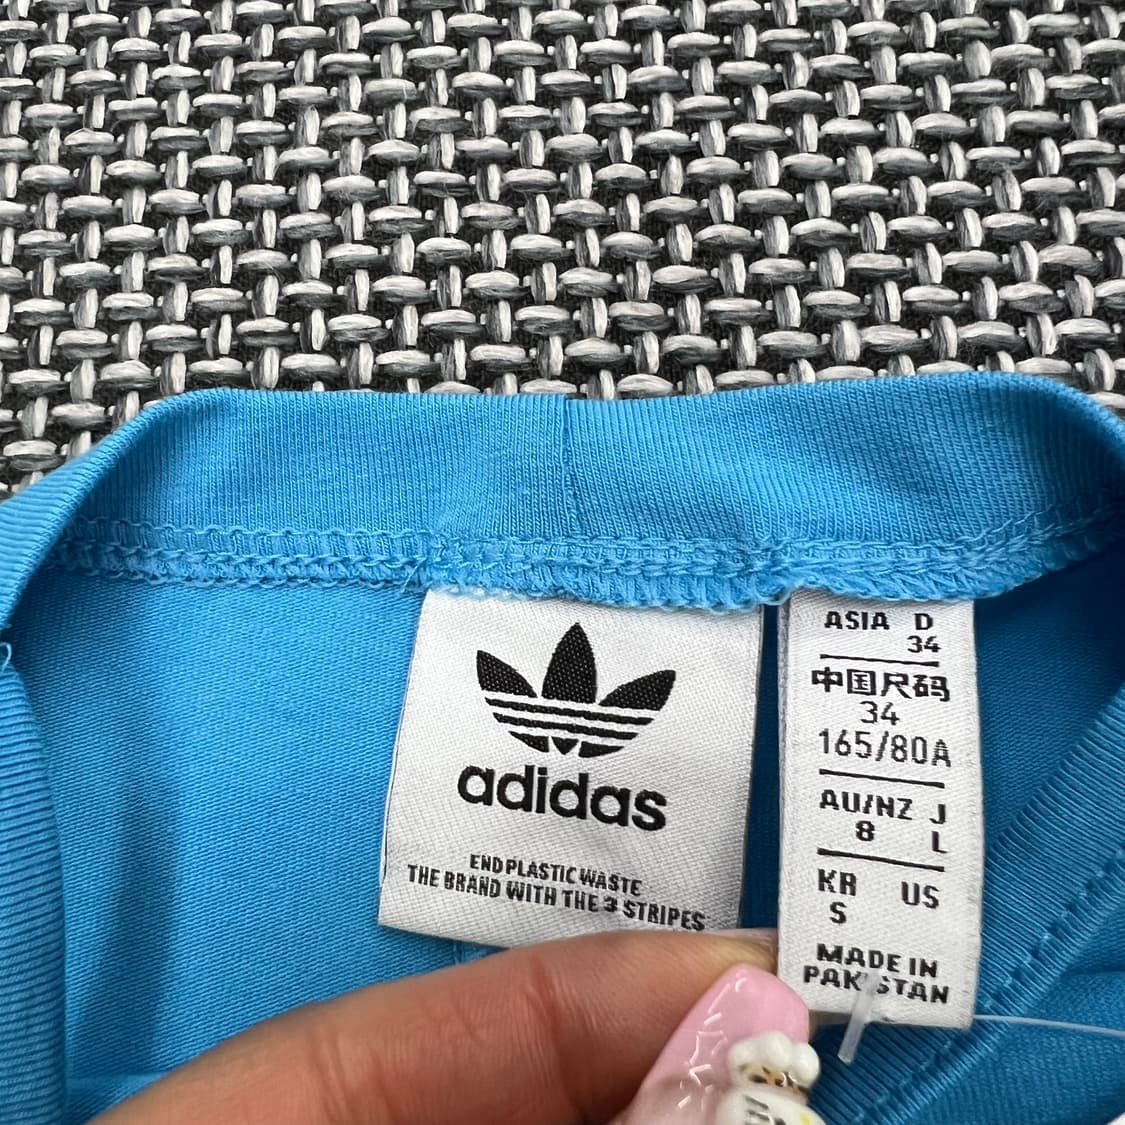 adidas
END PLASTIC WASTE
THE BRAND WITH THE 3 STRIPES
ASIA D
34
中国尺码
34
165/80A
AU/NZ J
8 L
KR US
S
MADE IN
PAKISTAN